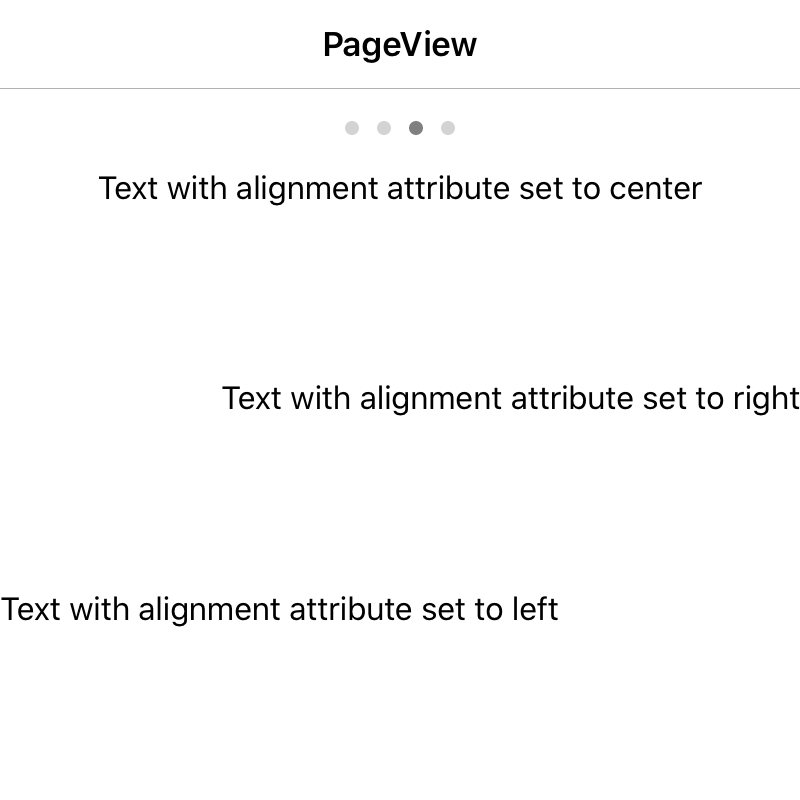 PageView
Text with alignment attribute set to center
Text with alignment attribute set to right
Text with alignment attribute set to left